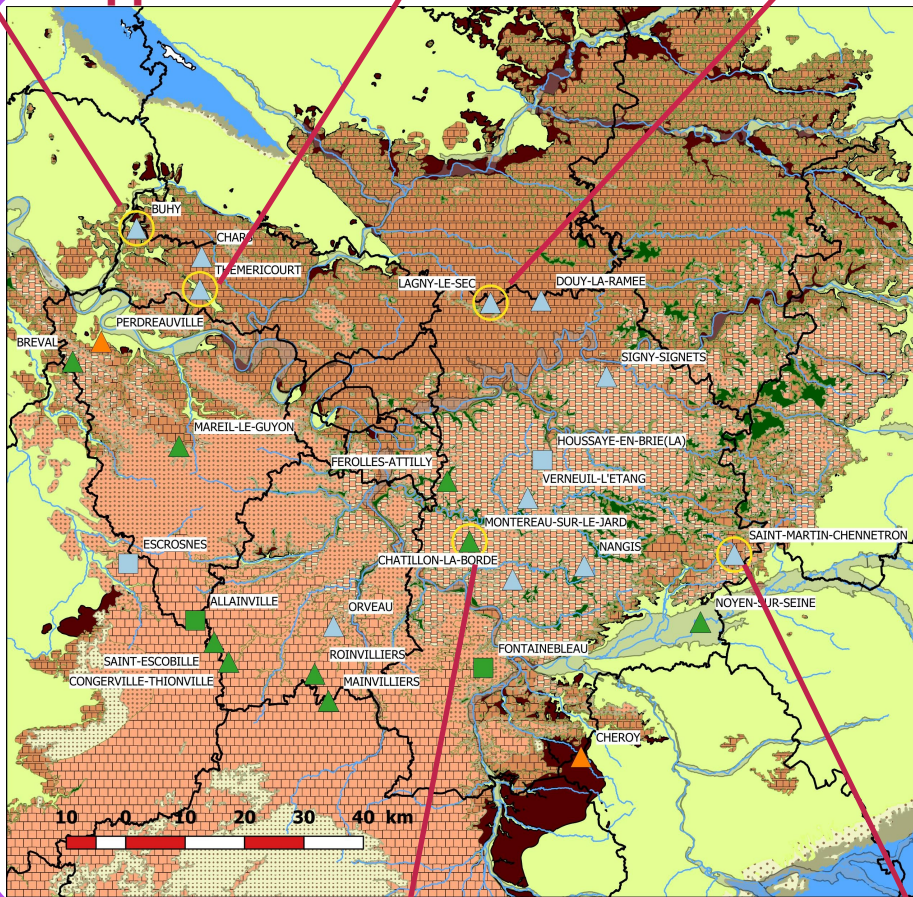 BUHY
CHARS
THEMERICOURT
LAGNY-LE-SEC
DOUY-LA-RAMEE
PERDREAUVILLE
BREVAL
SIGNY-SIGNETS
MAREIL-LE-GUYON
HOUSSAYE-EN-BRIE(LA)
FEROLLES-ATTILLY
VERNEUIL-L'ETANG
MONTEREAU-SUR-LE-JARD
SAINT-MARTIN-CHENNETRON
ESCROSNES
CHATILLON-LA-BORDE
NANGIS
ALLAINVILLE
ORVEAU
NOYEN-SUR-SEINE
SAINT-ESCOBILLE
ROINVILLIERS
FONTAINEBLEAU
CONGERVILLE-THIONVILLE
MAINVILLIERS
CHEROY
10 0 10 20 30 40 km